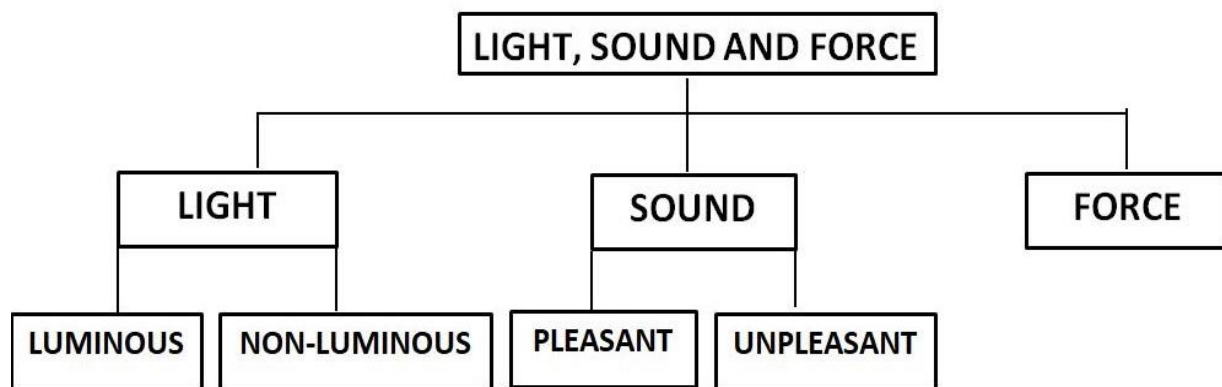 LIGHT, SOUND AND FORCE
LIGHT
SOUND
FORCE
LUMINOUS
NON-LUMINOUS
PLEASANT
UNPLEASANT